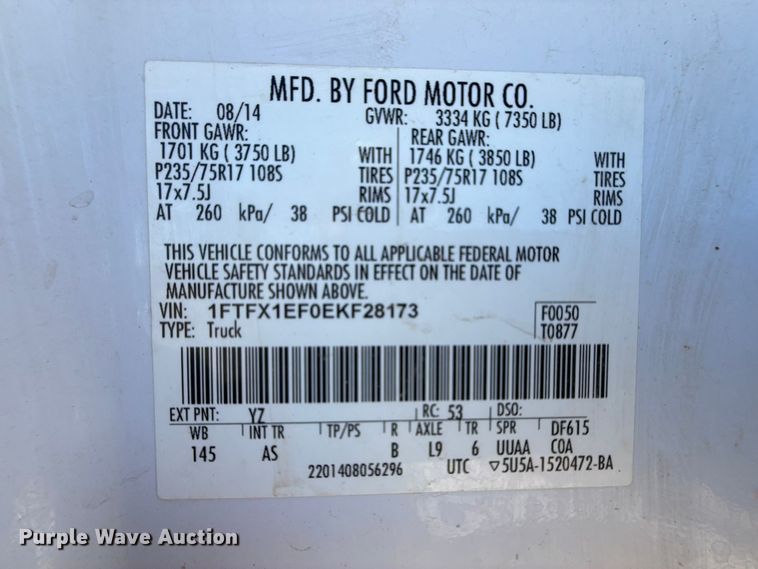 MFD. BY FORD MOTOR CO.
DATE: 08/14 GVWR: 3334 KG ( 7350 LB)
FRONT GAWR: REAR GAWR:
1701 KG ( 3750 LB) WITH 1746 KG ( 3850 LB) WITH
P235/75R17 108S TIRES P235/75R17 108S TIRES
17x7.5J RIMS 17x7.5J RIMS
AT 260 kPa/ 38 PSI COLD AT 260 kPa/ 38 PSI COLD
THIS VEHICLE CONFORMS TO ALL APPLICABLE FEDERAL MOTOR
VEHICLE SAFETY STANDARDS IN EFFECT ON THE DATE OF
MANUFACTURE SHOWN ABOVE.
VIN: 1FTFX1EF0EKF28173 F0050
TYPE: Truck T0877
EXT PNT: YZ RC: 53 DSO:
WB INT TR TP/PS R AXLE TR SPR DF615
145 AS B L9 6 UUAA COA
2201408056296 UTC ▽5U5A-1520472-BA
Purple Wave Auction